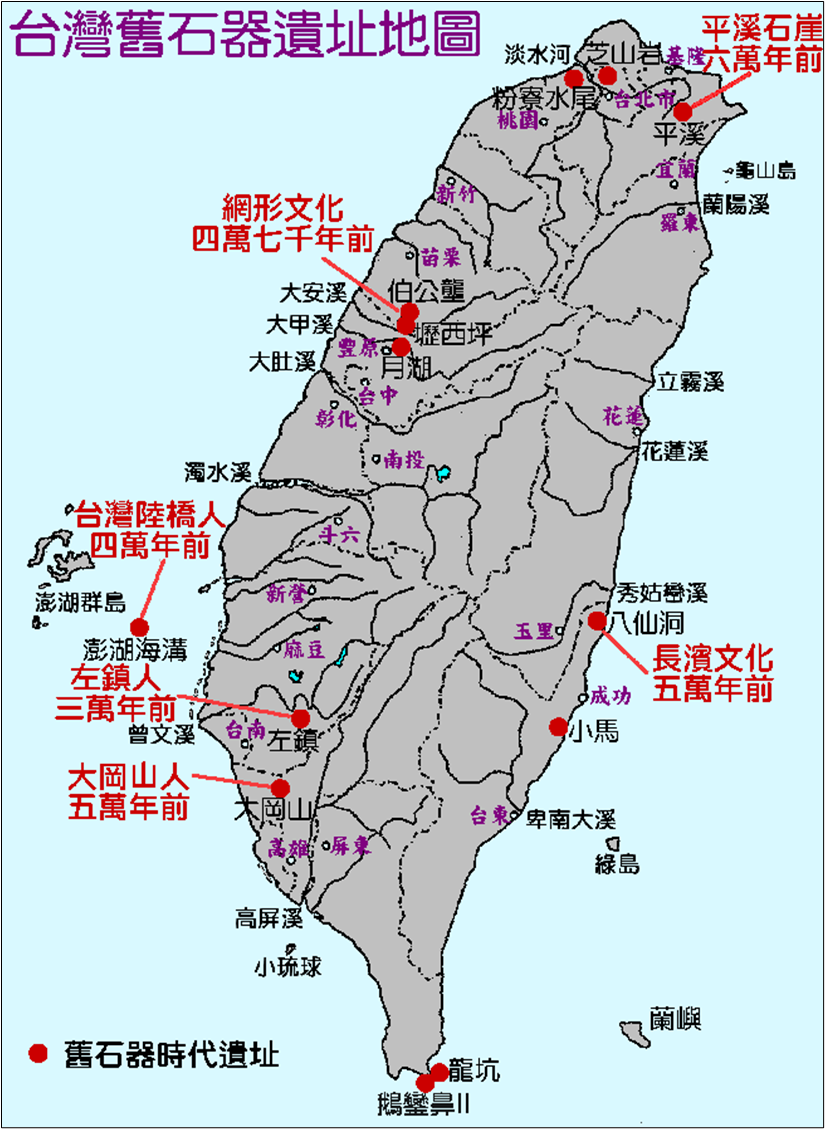 台灣舊石器遺址地圖
平溪石崖
六萬年前
淡水河
芝山岩
基隆
粉寮水尾
台北市
桃園
平溪
宜蘭
龜山島
新竹
蘭陽溪
羅東
網形文化
四萬七千年前
苗栗
大安溪
伯公壟
大甲溪
壢西坪
豐原
月湖
大肚溪
台中
立霧溪
彰化
花蓮
花蓮溪
南投
濁水溪
台灣陸橋人
四萬年前
斗六
澎湖群島
新營
秀姑巒溪
八仙洞
玉里
澎湖海溝
麻豆
長濱文化
五萬年前
左鎮人
三萬年前
成功
曾文溪
台南
左鎮
小馬
大岡山人
五萬年前
大岡山
台東
卑南大溪
高雄
屏東
綠島
高屏溪
小琉球
蘭嶼
舊石器時代遺址
龍坑
鵝鑾鼻II